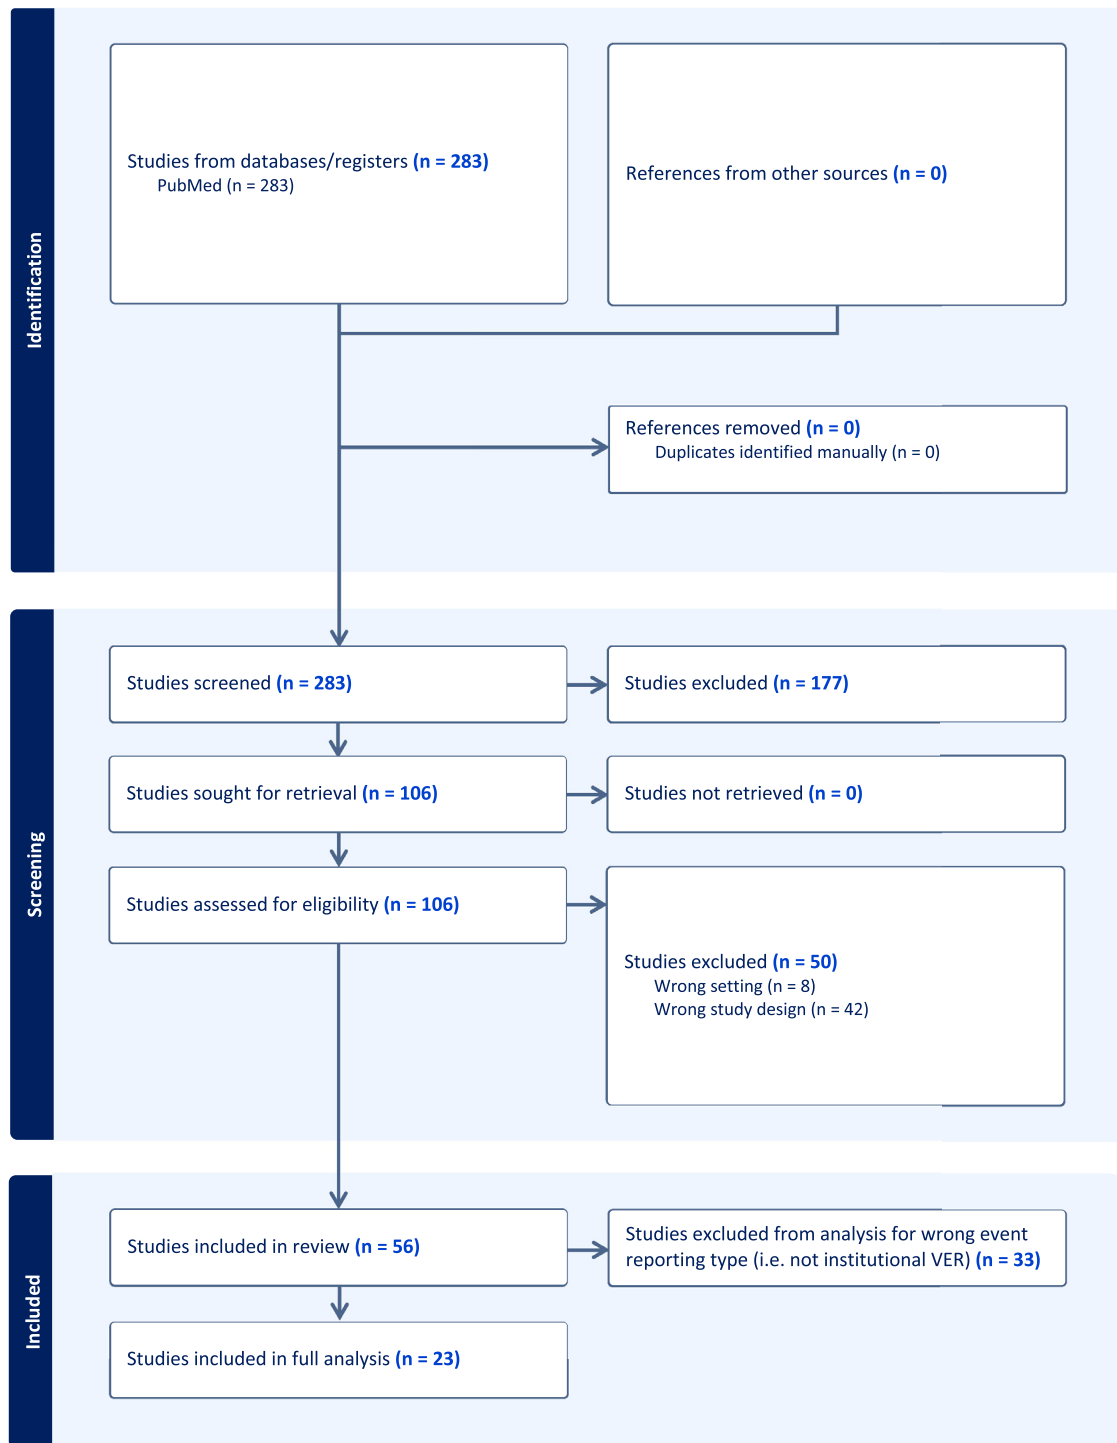 Identification
Studies from databases/registers (n = 283)
PubMed (n = 283)
References from other sources (n = 0)
References removed (n = 0)
Duplicates identified manually (n = 0)
Screening
Studies screened (n = 283)
Studies excluded (n = 177)
Studies sought for retrieval (n = 106)
Studies not retrieved (n = 0)
Studies assessed for eligibility (n = 106)
Studies excluded (n = 50)
Wrong setting (n = 8)
Wrong study design (n = 42)
Included
Studies included in review (n = 56)
Studies excluded from analysis for wrong event
reporting type (i.e. not institutional VER) (n = 33)
Studies included in full analysis (n = 23)